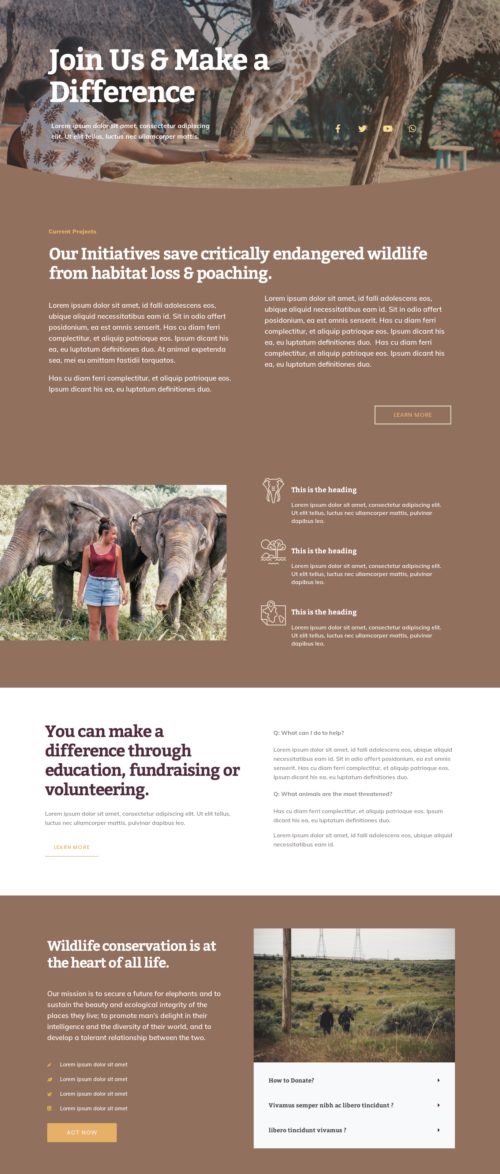 Join Us & Make a
Difference
Lorem ipsum dolor sit amet, consectetur adipiscing
elit. Ut elit tellus, luctus nec ullamcorper mattis.
Current Projects
Our Initiatives save critically endangered wildlife
from habitat loss & poaching.
Lorem ipsum dolor sit amet, id falli adolescens eos,
ubique aliquid necessitatibus eam id. Sit in odio affert
posidonium, ea est omnis senserit. Has cu diam ferri
complectitur, et aliquip patrioque eos. Ipsum dicant his
ea, eu luptatum definitiones duo. At animal expetenda
sea, mei eu omittam fastidii torquatos.
Has cu diam ferri complectitur, et aliquip patrioque eos.
Ipsum dicant his ea, eu luptatum definitiones duo.
Lorem ipsum dolor sit amet, id falli adolescens eos,
ubique aliquid necessitatibus eam id. Sit in odio affert
posidonium, ea est omnis senserit. Has cu diam ferri
complectitur, et aliquip patrioque eos. Ipsum dicant his
ea, eu luptatum definitiones duo. Has cu diam ferri
complectitur, et aliquip patrioque eos. Ipsum dicant his
ea, eu luptatum definitiones duo.
LEARN MORE
This is the heading
Lorem ipsum dolor sit amet, consectetur adipiscing elit.
Ut elit tellus, luctus nec ullamcorper mattis, pulvinar
dapibus leo.
This is the heading
Lorem ipsum dolor sit amet, consectetur adipiscing elit.
Ut elit tellus, luctus nec ullamcorper mattis, pulvinar
dapibus leo.
This is the heading
Lorem ipsum dolor sit amet, consectetur adipiscing elit.
Ut elit tellus, luctus nec ullamcorper mattis, pulvinar
dapibus leo.
You can make a
difference through
education, fundraising or
volunteering.
Lorem ipsum dolor sit amet, consectetur adipiscing elit. Ut elit tellus,
luctus nec ullamcorper mattis, pulvinar dapibus leo.
LEARN MORE
Q: What can I do to help?
Lorem ipsum dolor sit amet, id falli adolescens eos, ubique aliquid
necessitatibus eam id. Sit in odio affert posidonium, ea est omnis
senserit. Has cu diam ferri complectitur, et aliquip patrioque eos.
Ipsum dicant his ea, eu luptatum definitiones duo.
Q: What animals are the most threatened?
Has cu diam ferri complectitur, et aliquip patrioque eos. Ipsum
dicant his ea, eu luptatum definitiones duo.
Lorem ipsum dolor sit amet, id falli adolescens eos, ubique aliquid
necessitatibus eam id.
Wildlife conservation is at
the heart of all life.
Our mission is to secure a future for elephants and to
sustain the beauty and ecological integrity of the
places they live; to promote man's delight in their
intelligence and the diversity of their world, and to
develop a tolerant relationship between the two.
Lorem ipsum dolor sit amet
Lorem ipsum dolor sit amet
Lorem ipsum dolor sit amet
Lorem ipsum dolor sit amet
ACT NOW
How to Donate?
Vivamus semper nibh ac libero tincidunt ?
libero tincidunt vivamus ?